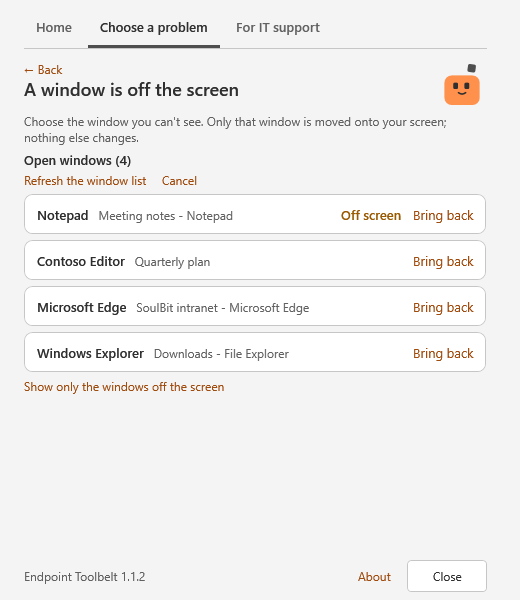 Home Choose a problem For IT support
← Back
A window is off the screen
Choose the window you can't see. Only that window is moved onto your screen;
nothing else changes.
Open windows (4)
Refresh the window list Cancel
Notepad Meeting notes - Notepad Off screen Bring back
Contoso Editor Quarterly plan Bring back
Microsoft Edge SoulBit intranet - Microsoft Edge Bring back
Windows Explorer Downloads - File Explorer Bring back
Show only the windows off the screen
Endpoint Toolbelt 1.1.2 About Close